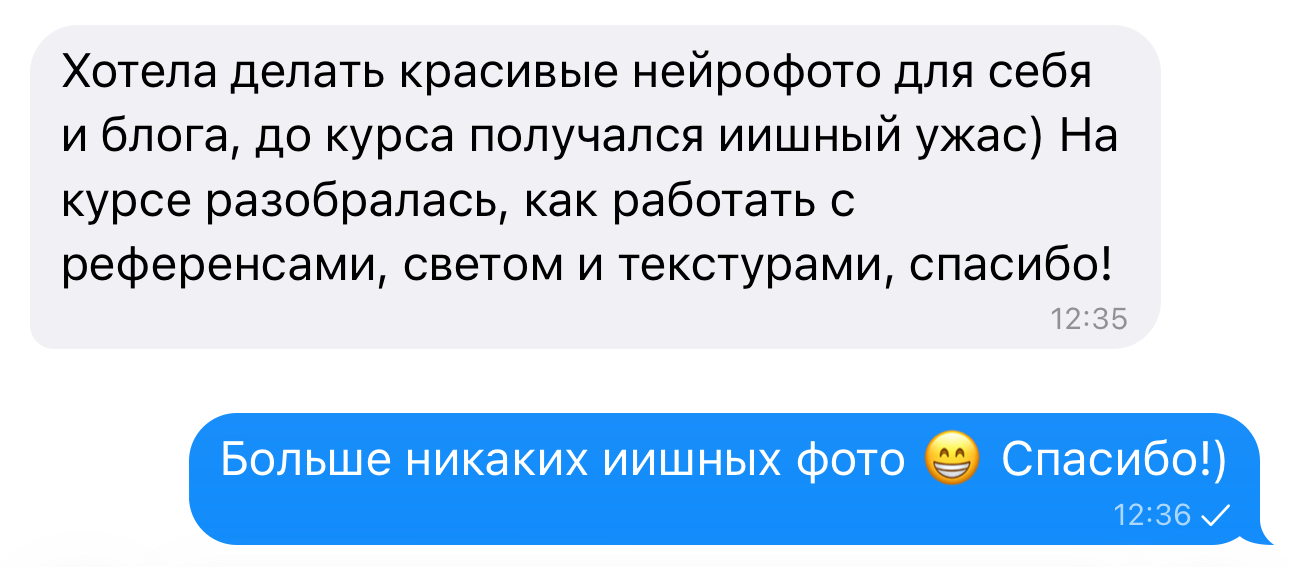 Хотела делать красивые нейрофото для себя
и блога, до курса получался иишный ужас) На
курсе разобралась, как работать с
референсами, светом и текстурами, спасибо!
12:35
Больше никаких иишных фото 😁 Спасибо!)
12:36